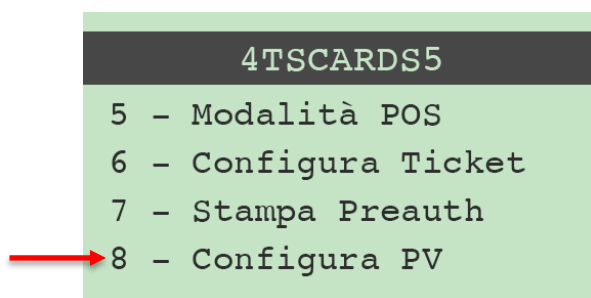 4TSCARDS5
5 – Modalità POS
6 – Configura Ticket
7 – Stampa Preauth
8 – Configura PV